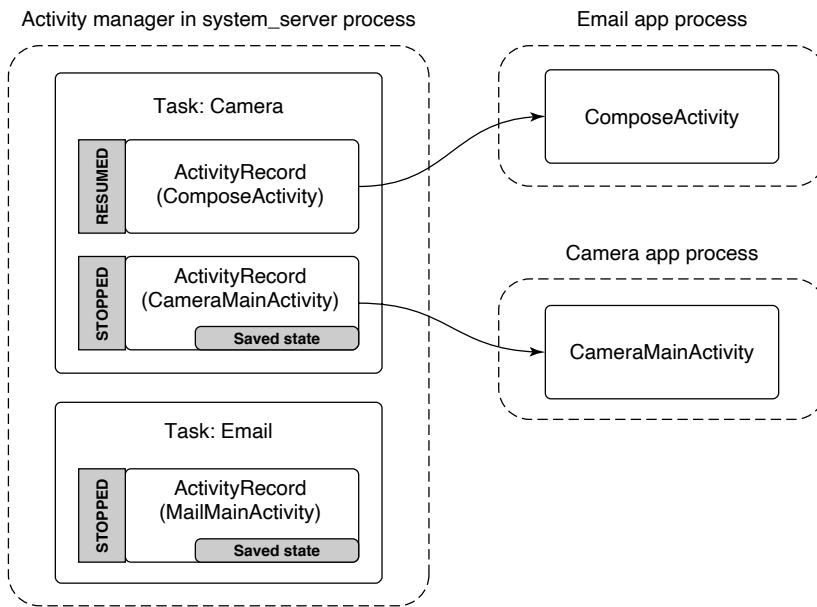 Activity manager in system_server process
Task: Camera
RESUMED
ActivityRecord
(ComposeActivity)
STOPPED
ActivityRecord
(CameraMainActivity)
Saved state
Task: Email
STOPPED
ActivityRecord
(MailMainActivity)
Saved state
Email app process
ComposeActivity
Camera app process
CameraMainActivity